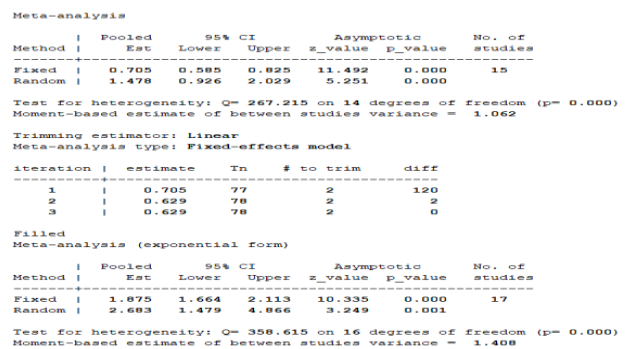 Meta-analysis
| Pooled 95% CI Asymptotic No. of
Method | Est Lower Upper z_value p_value studies
Fixed | 0.705 0.585 0.825 11.492 0.000 15
Random | 1.478 0.926 2.029 5.251 0.000
Test for heterogeneity: Q= 267.215 on 14 degrees of freedom (p= 0.000)
Moment-based estimate of between studies variance = 1.062
Trimming estimator: Linear
Meta-analysis type: Fixed-effects model
iteration | estimate Tn # to trim diff
1 | 0.705 77 2 120
2 | 0.629 78 2 2
3 | 0.629 78 2 0
Filled
Meta-analysis (exponential form)
| Pooled 95% CI Asymptotic No. of
Method | Est Lower Upper z_value p_value studies
Fixed | 1.875 1.664 2.113 10.335 0.000 17
Random | 2.683 1.479 4.866 3.249 0.001
Test for heterogeneity: Q= 358.615 on 16 degrees of freedom (p= 0.000)
Moment-based estimate of between studies variance = 1.408